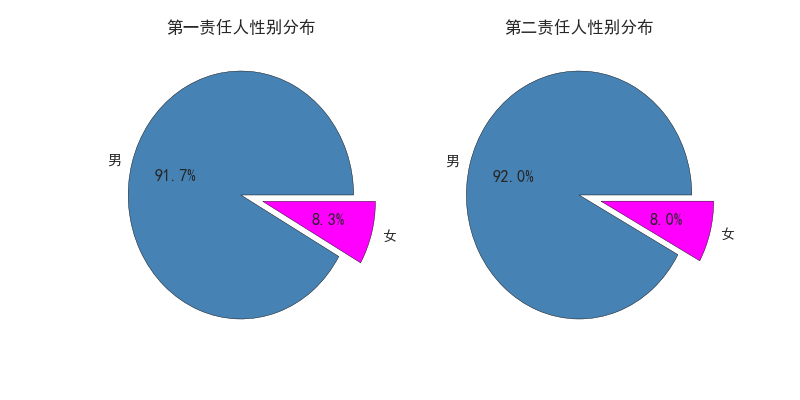 第一责任人性别分布
男
91.7%
8.3%
女
第二责任人性别分布
男
92.0%
8.0%
女